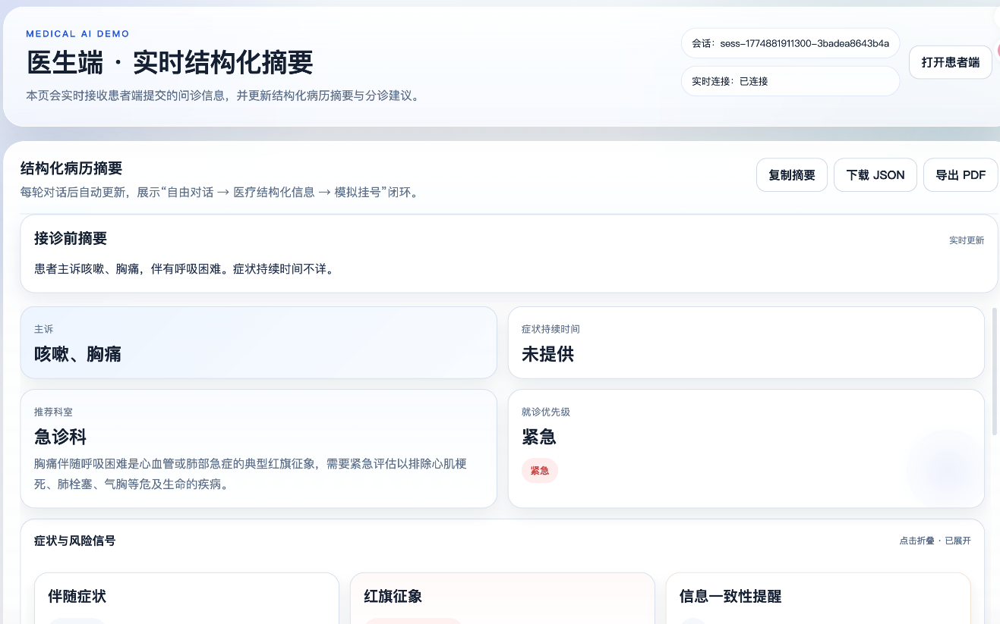 MEDICAL AI DEMO
医生端 · 实时结构化摘要
本页会实时接收患者端提交的问诊信息，并更新结构化病历摘要与分诊建议。
会话：sess-1774881911300-3badea8643b4a
实时连接：已连接
打开患者端
结构化病历摘要
每轮对话后自动更新，展示“自由对话 → 医疗结构化信息 → 模拟挂号”闭环。
复制摘要
下载 JSON
导出 PDF
接诊前摘要
实时更新
患者主诉咳嗽、胸痛，伴有呼吸困难。症状持续时间不详。
主诉
咳嗽、胸痛
症状持续时间
未提供
推荐科室
急诊科
胸痛伴随呼吸困难是心血管或肺部急症的典型红旗征象，需要紧急评估以排除心肌梗
死、肺栓塞、气胸等危及生命的疾病。
就诊优先级
紧急
紧急
症状与风险信号
点击折叠 · 已展开
伴随症状
红旗征象
信息一致性提醒